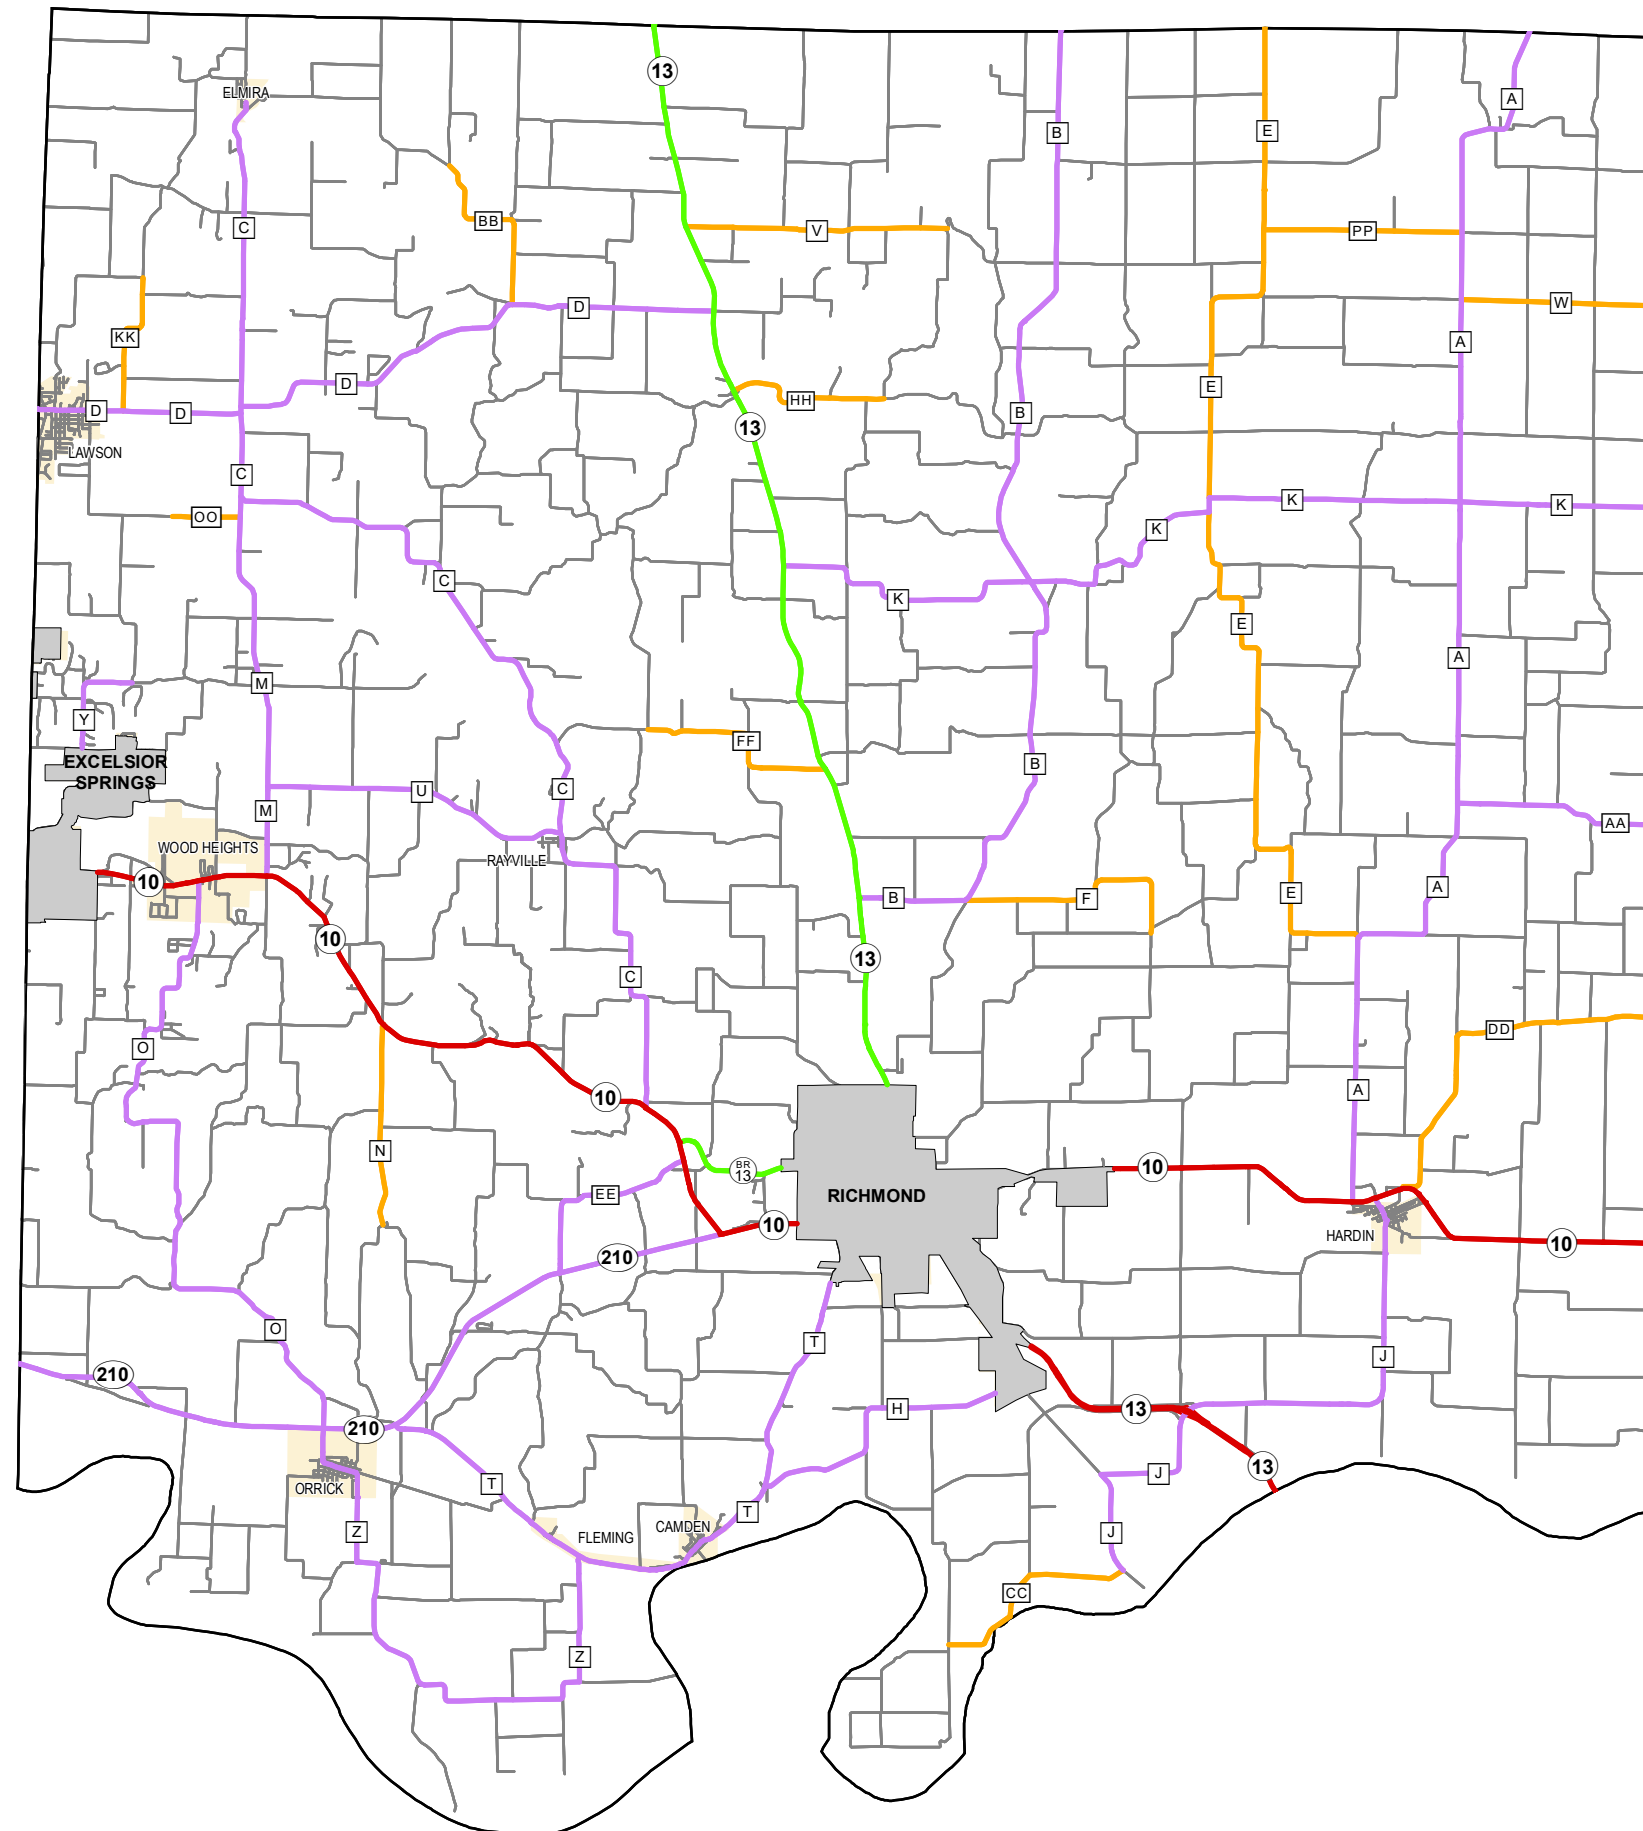 13
ELMIRA
A
B
E
C
BB
V
PP
D
W
KK
A
D
E
HH
D
D
B
13
LAWSON
C
K
K
OO
K
C
K
E
A
M
Y
FF
EXCELSIOR
SPRINGS
B
U
C
M
AA
WOOD HEIGHTS
RAYVILLE
10
A
E
B
F
10
13
C
DD
O
A
10
N
BR
13
10
EE
RICHMOND
10
HARDIN
10
210
O
T
J
210
H
13
210
13
J
T
ORRICK
T
CAMDEN
Z
FLEMING
J
CC
Z